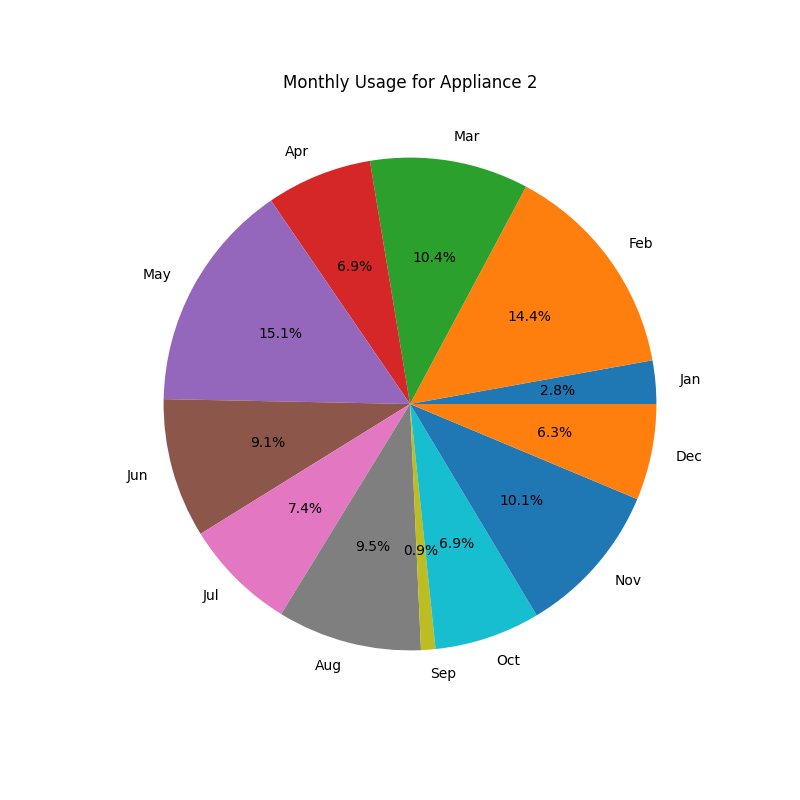 Monthly Usage for Appliance 2
Jan
2.8%
Feb
14.4%
Mar
10.4%
Apr
6.9%
May
15.1%
Jun
9.1%
Jul
7.4%
Aug
9.5%
Sep
0.9%
Oct
6.9%
Nov
10.1%
Dec
6.3%